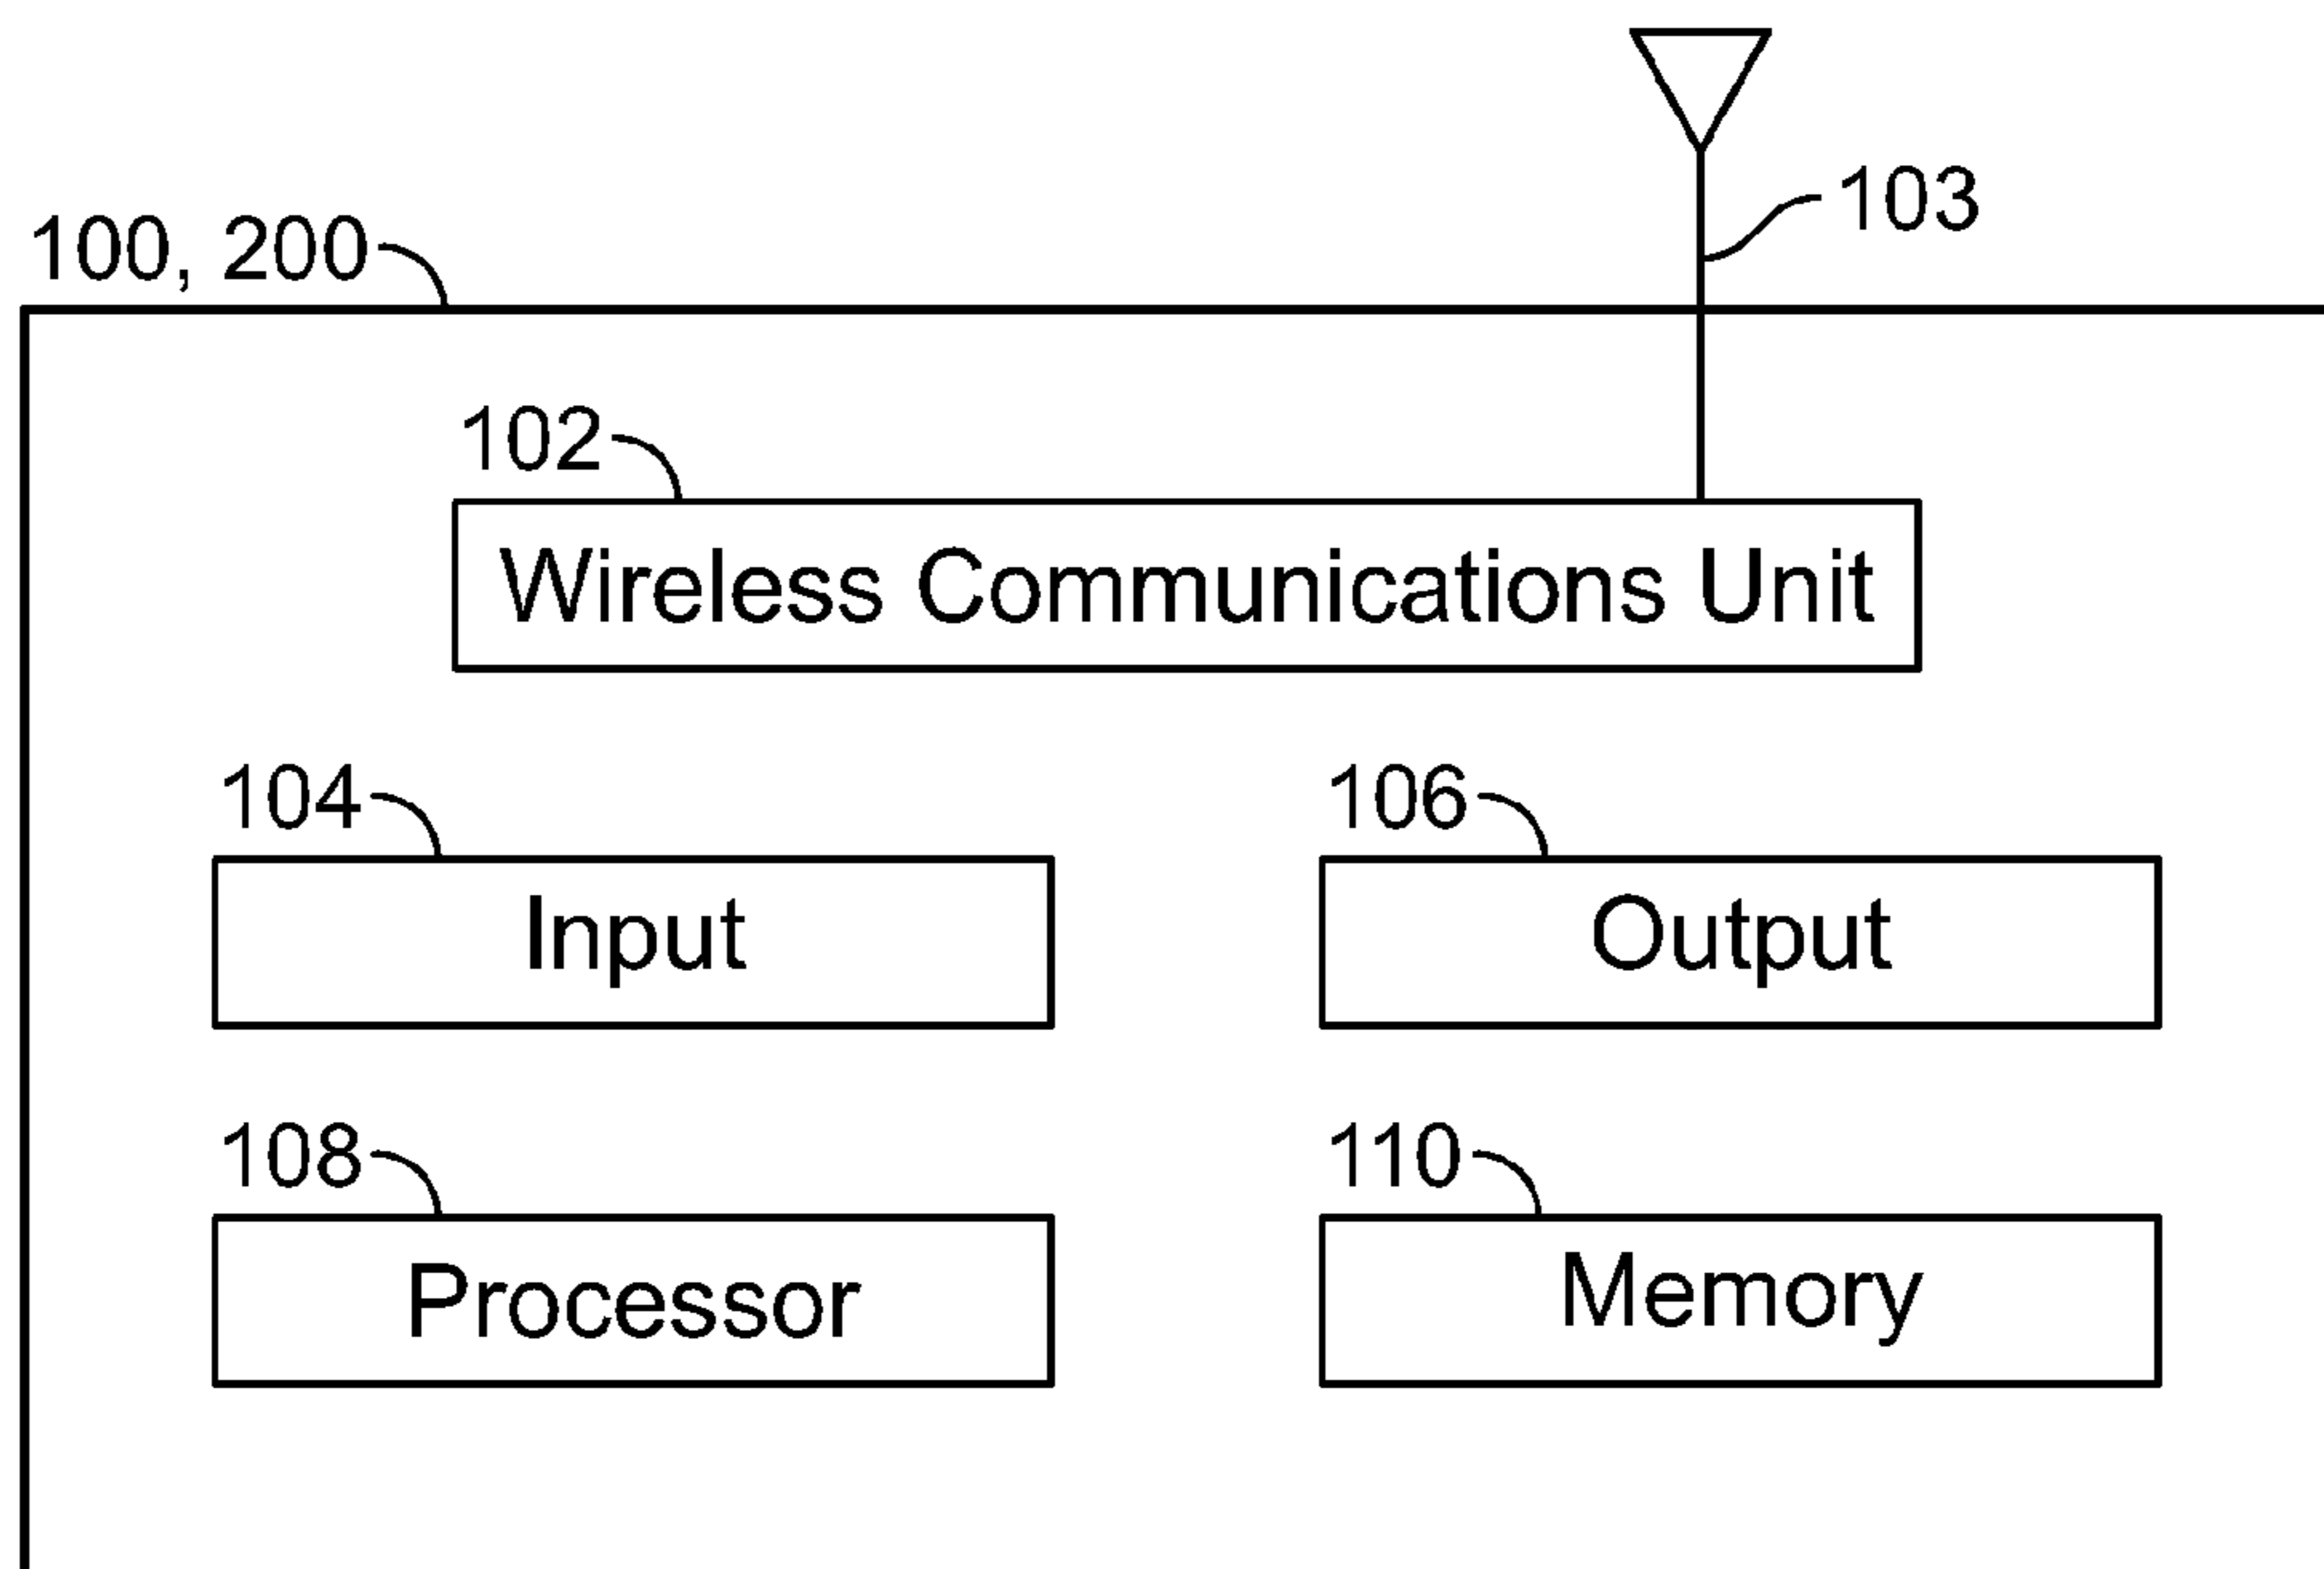 103
100, 200
102
Wireless Communications Unit
104
106
Input
Output
108
110
Processor
Memory